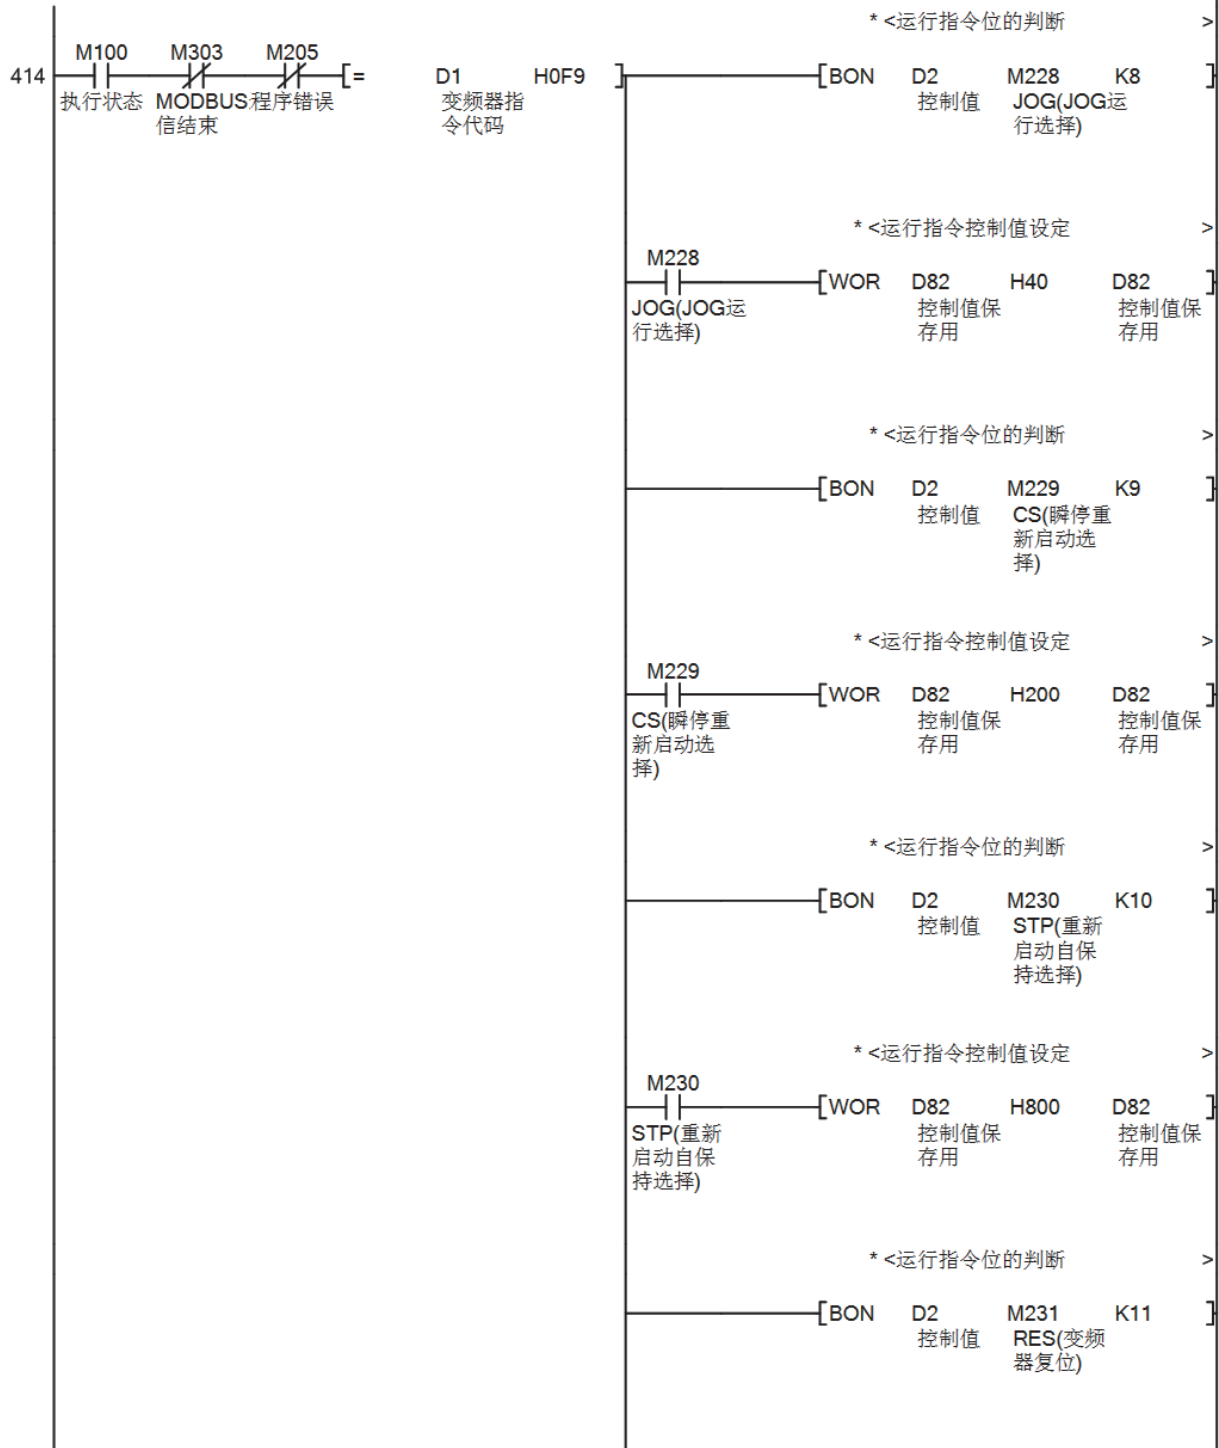 * <运行指令位的判断 >
M100 M303 M205
414 [= D1 H0F9 ] [BON D2 M228 K8 ]
执行状态 MODBUS 程序错误 变频器指 控制值 JOG(JOG运
信结束 令代码 行选择)
* <运行指令控制值设定 >
M228
[WOR D82 H40 D82 ]
JOG(JOG运 控制值保 控制值保
行选择) 存用 存用
* <运行指令位的判断 >
[BON D2 M229 K9 ]
控制值 CS(瞬停重
新启动选
择)
* <运行指令控制值设定 >
M229
[WOR D82 H200 D82 ]
CS(瞬停重 控制值保 控制值保
新启动选 存用 存用
择)
* <运行指令位的判断 >
[BON D2 M230 K10 ]
控制值 STP(重新
启动自保
持选择)
* <运行指令控制值设定 >
M230
[WOR D82 H800 D82 ]
STP(重新 控制值保 控制值保
启动自保 存用 存用
持选择)
* <运行指令位的判断 >
[BON D2 M231 K11 ]
控制值 RES(变频
器复位)